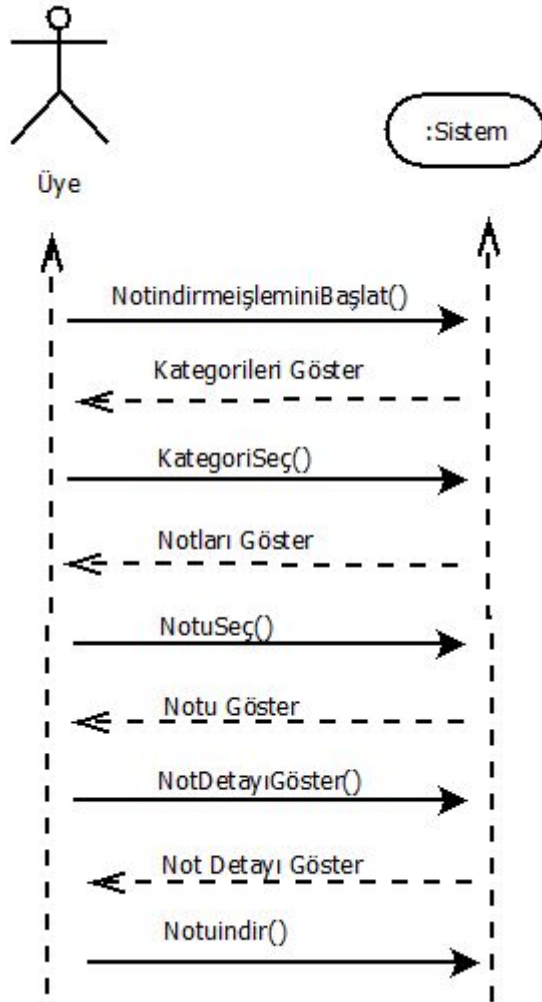 :Sistem
Üye
NotindirmeişleminiBaşlat()
Kategorileri Göster
KategoriSeç()
Notları Göster
NotuSeç()
Notu Göster
NotDetayıGöster()
Not Detayı Göster
Notuindir()